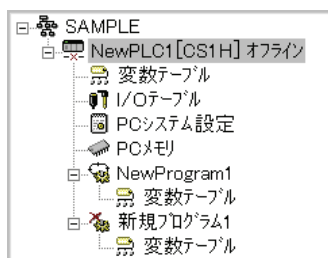 SAMPLE
NewPLC1[CS1H] オフライン
変数テーブル
I/Oテーブル
PCシステム設定
PCメモリ
NewProgram1
変数テーブル
新規プログラム1
変数テーブル